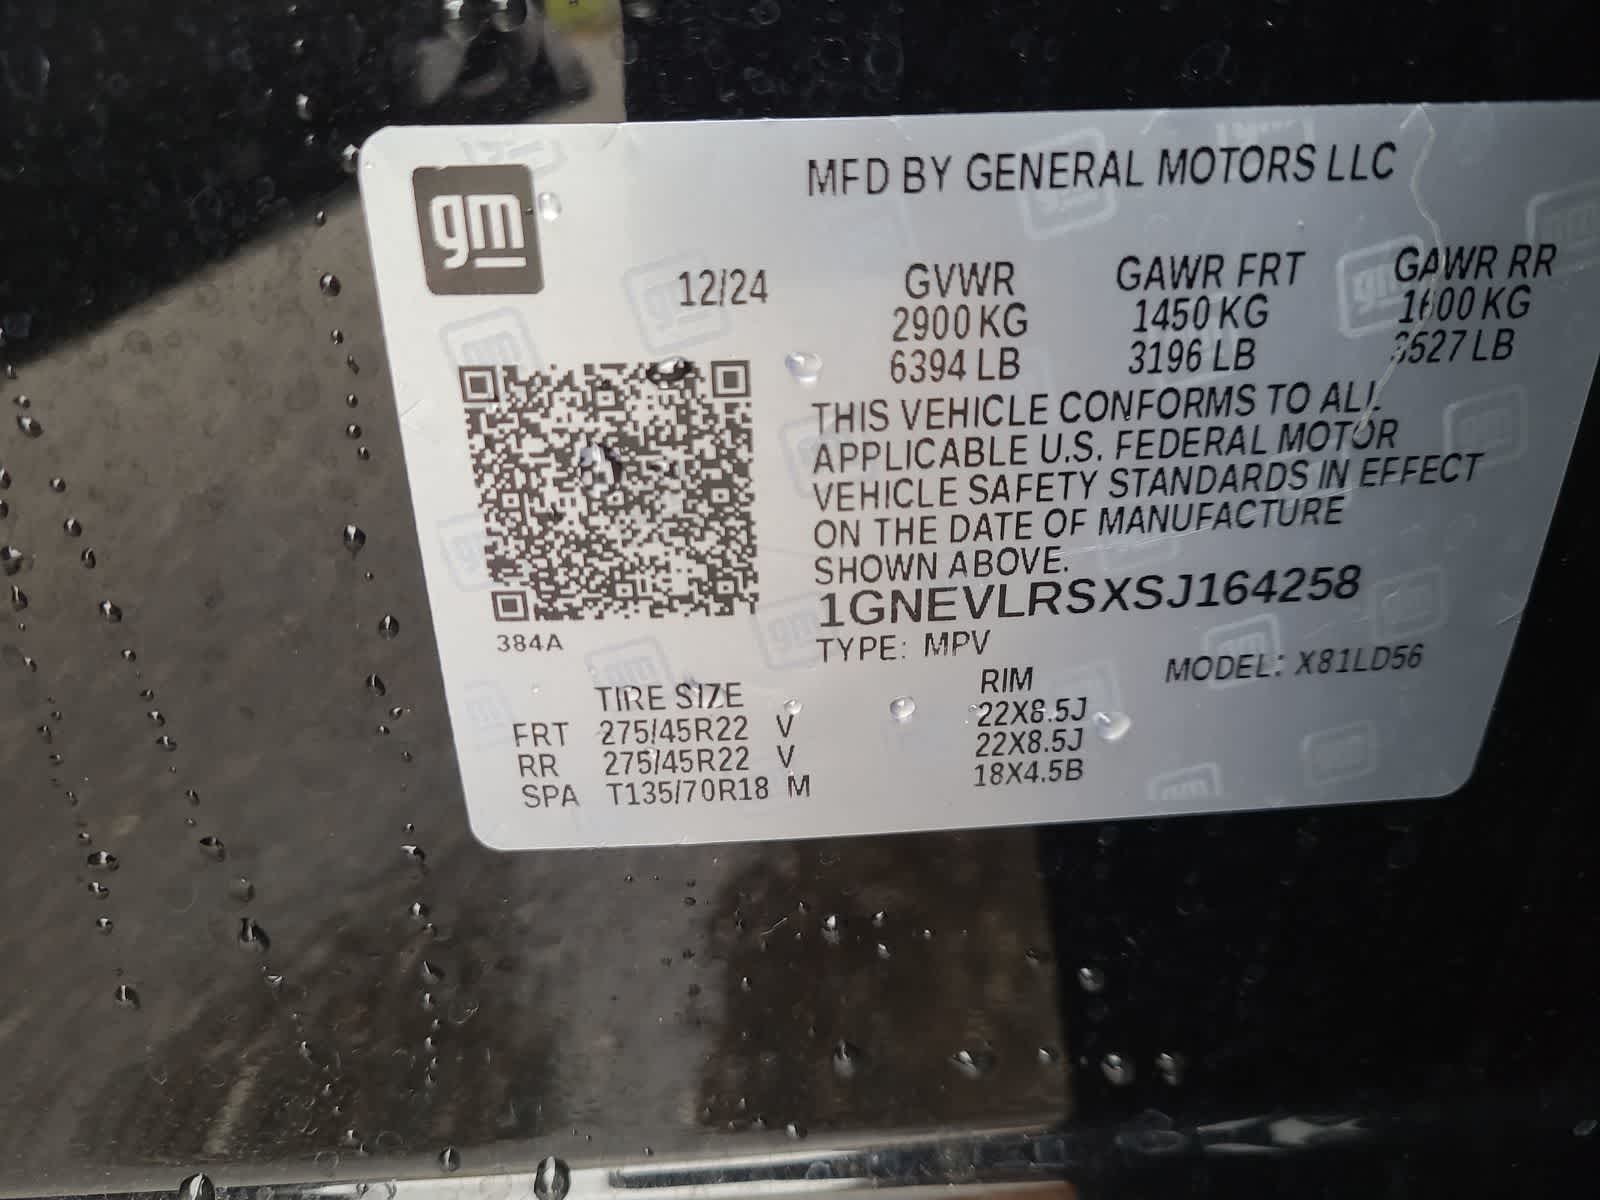 gm
MFD BY GENERAL MOTORS LLC
12/24
GVWR GAWR FRT GAWR RR
2900 KG 1450 KG 1600 KG
6394 LB 3196 LB 3527 LB
THIS VEHICLE CONFORMS TO ALL
APPLICABLE U.S. FEDERAL MOTOR
VEHICLE SAFETY STANDARDS IN EFFECT
ON THE DATE OF MANUFACTURE
SHOWN ABOVE.
1GNEVLRSXSJ164258
384A
TYPE: MPV MODEL: X81LD56
TIRE SIZE RIM
FRT 275/45R22 V 22X8.5J
RR 275/45R22 V 22X8.5J
SPA T135/70R18 M 18X4.5B